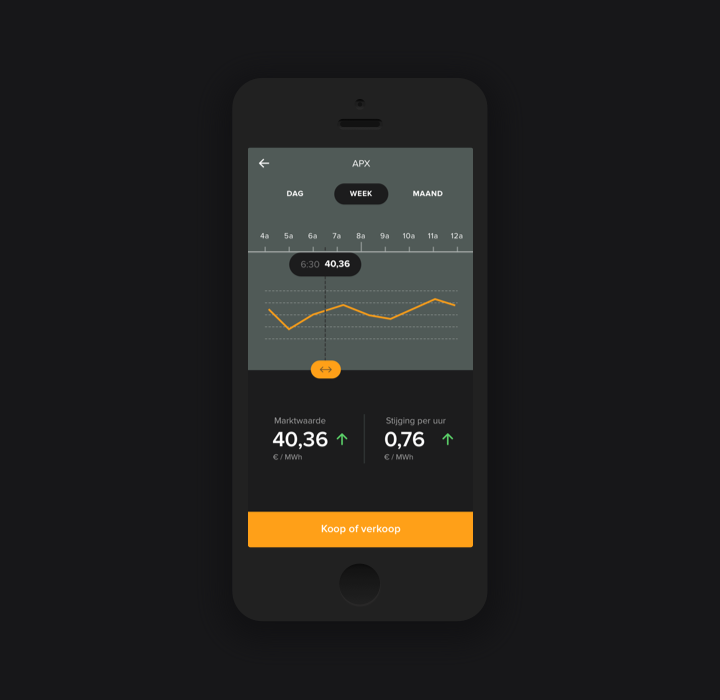 APX
DAG WEEK MAAND
4a 5a 6a 7a 8a 9a 10a 11a 12a
6:30 40,36
Marktwaarde Stijging per uur
40,36 0,76
€ / MWh € / MWh
Koop of verkoop